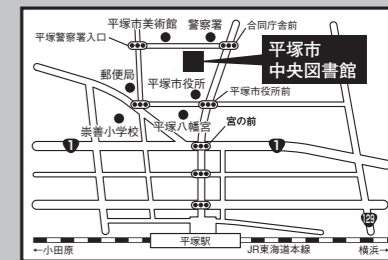 平塚市美術館
警察署
合同庁舎前
平塚警察署入口
平塚市
中央図書館
郵便局
平塚市役所
平塚市役所前
崇善小学校
平塚八幡宮
宮の前
1
1
129
平塚駅
←小田原
JR東海道本線
横浜→